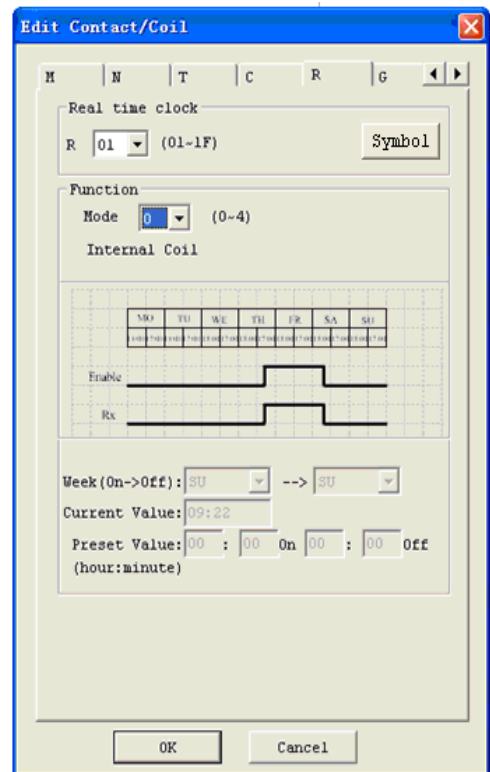 Edit Contact/Coil
M N T C R G
Real time clock
R 01 (01~1F)
Symbol
Function
Mode 0 (0~4)
Internal Coil
MO TU WE TH FR SA SU
Enable
Rx
Week(On->Off): SU --> SU
Current Value: 09:22
Preset Value: 00 : 00 On 00 : 00 Off
(hour:minute)
OK Cancel